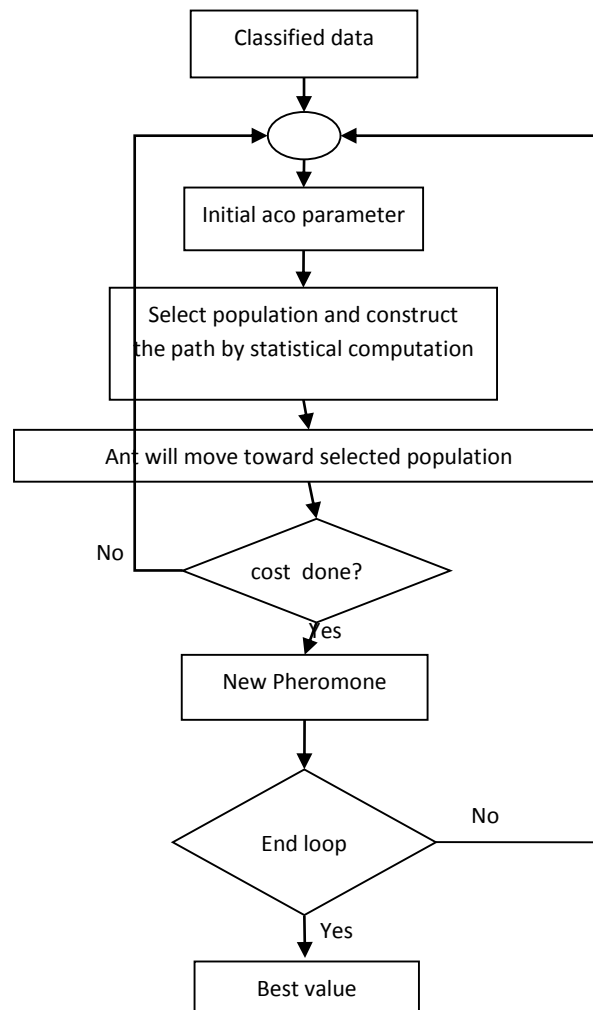 Classified data
Initial aco parameter
Select population and construct
the path by statistical computation
Ant will move toward selected population
No
cost done?
Yes
New Pheromone
No
End loop
Yes
Best value